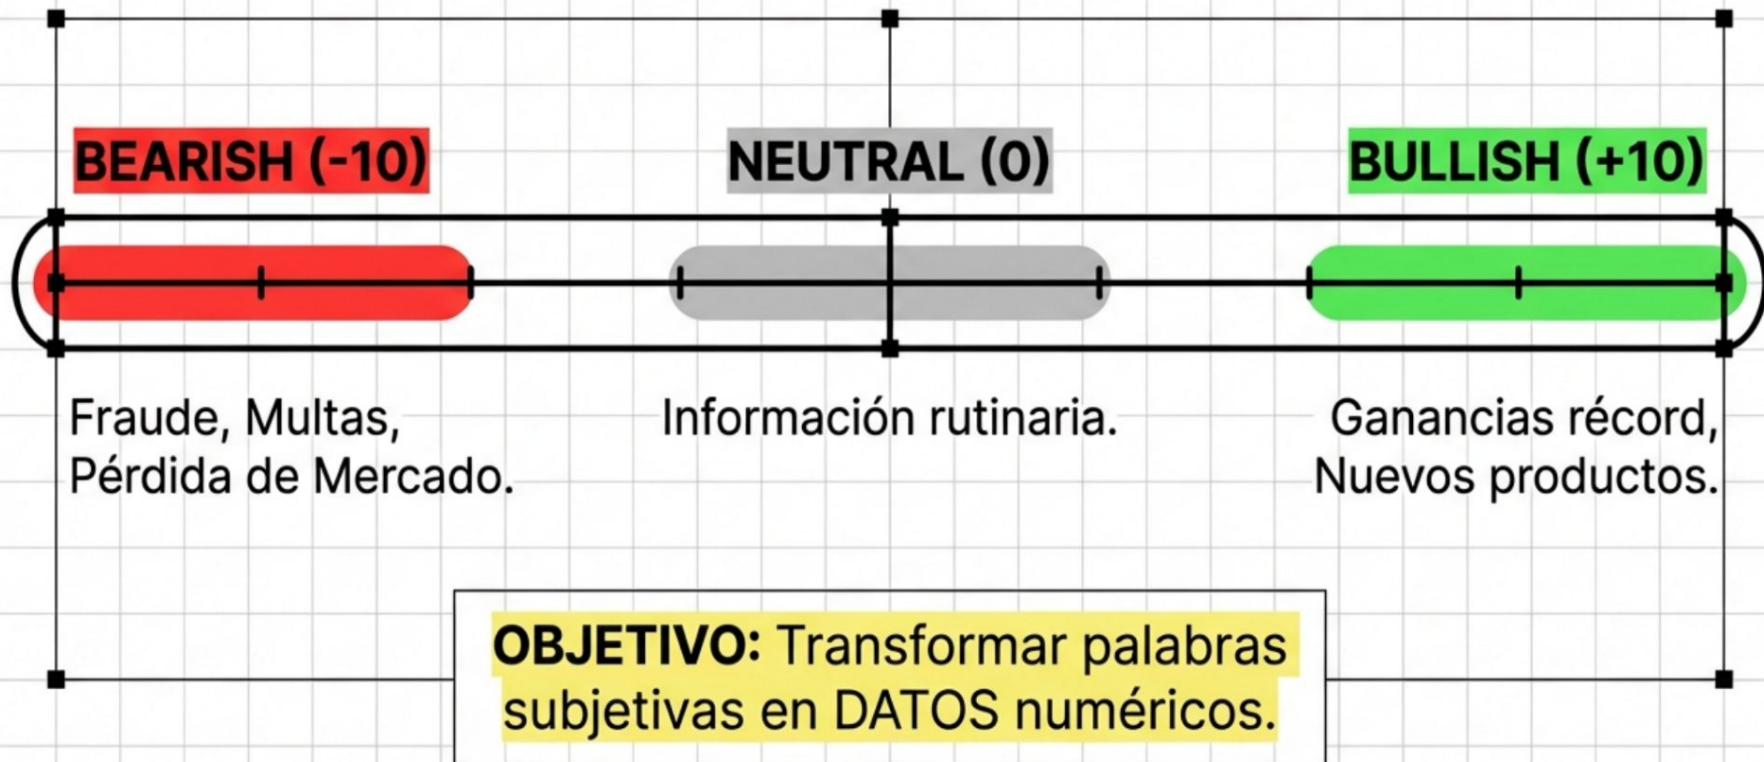 BEARISH (-10)
NEUTRAL (0)
BULLISH (+10)
Fraude, Multas,
Pérdida de Mercado.
Información rutinaria.
Ganancias récord,
Nuevos productos.
OBJETIVO: Transformar palabras
subjetivas en DATOS numéricos.